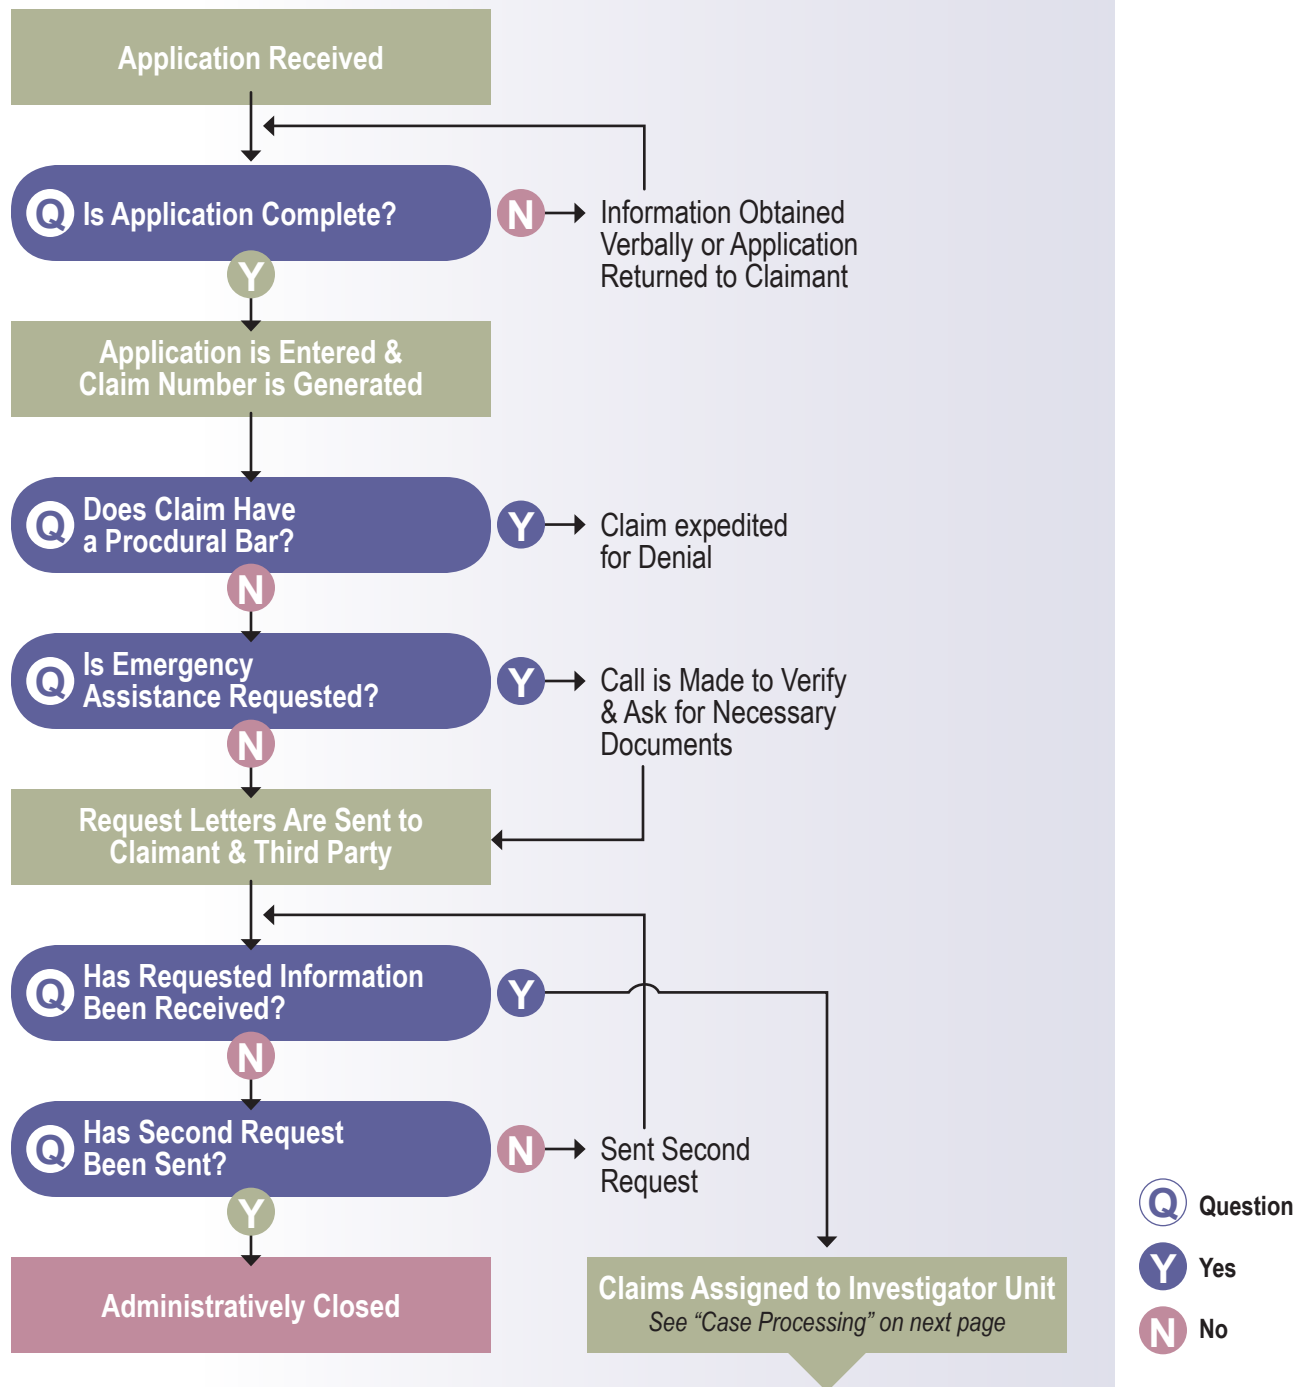 Application Received
Q Is Application Complete?
N
Information Obtained
Verbally or Application
Returned to Claimant
Y
Application is Entered &
Claim Number is Generated
Q Does Claim Have
a Procdural Bar?
Y
Claim expedited
for Denial
N
Q Is Emergency
Assistance Requested?
Y
Call is Made to Verify
& Ask for Necessary
Documents
N
Request Letters Are Sent to
Claimant & Third Party
Q Has Requested Information
Been Received?
Y
N
Q Has Second Request
Been Sent?
N
Sent Second
Request
Y
Administratively Closed
Claims Assigned to Investigator Unit
See “Case Processing” on next page
Q Question
Y Yes
N No